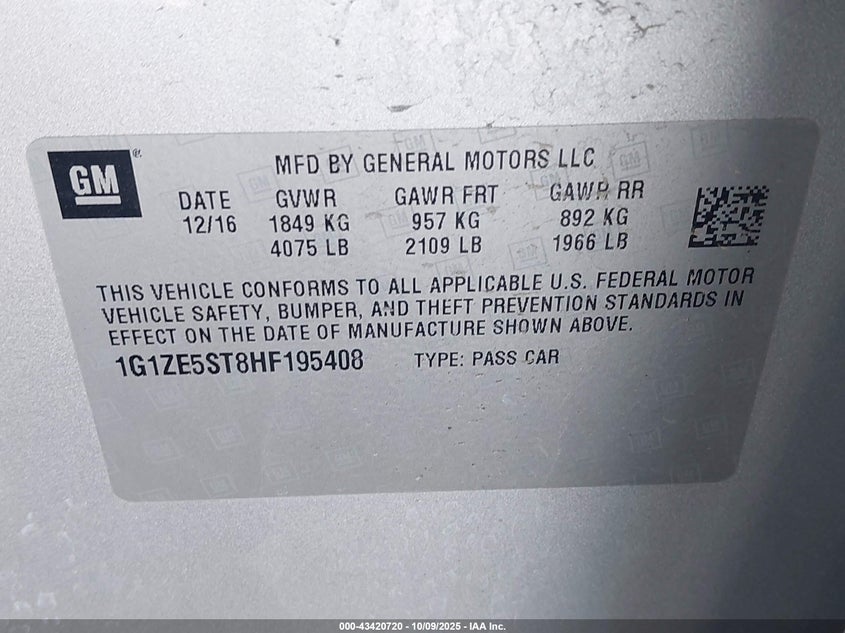 GM
MFD BY GENERAL MOTORS LLC
DATE GVWR GAWR FRT GAWR RR
12/16 1849 KG 957 KG 892 KG
4075 LB 2109 LB 1966 LB
THIS VEHICLE CONFORMS TO ALL APPLICABLE U.S. FEDERAL MOTOR
VEHICLE SAFETY, BUMPER, AND THEFT PREVENTION STANDARDS IN
EFFECT ON THE DATE OF MANUFACTURE SHOWN ABOVE.
1G1ZE5ST8HF195408 TYPE: PASS CAR
000-43420720 - 10/09/2025 - IAA Inc.